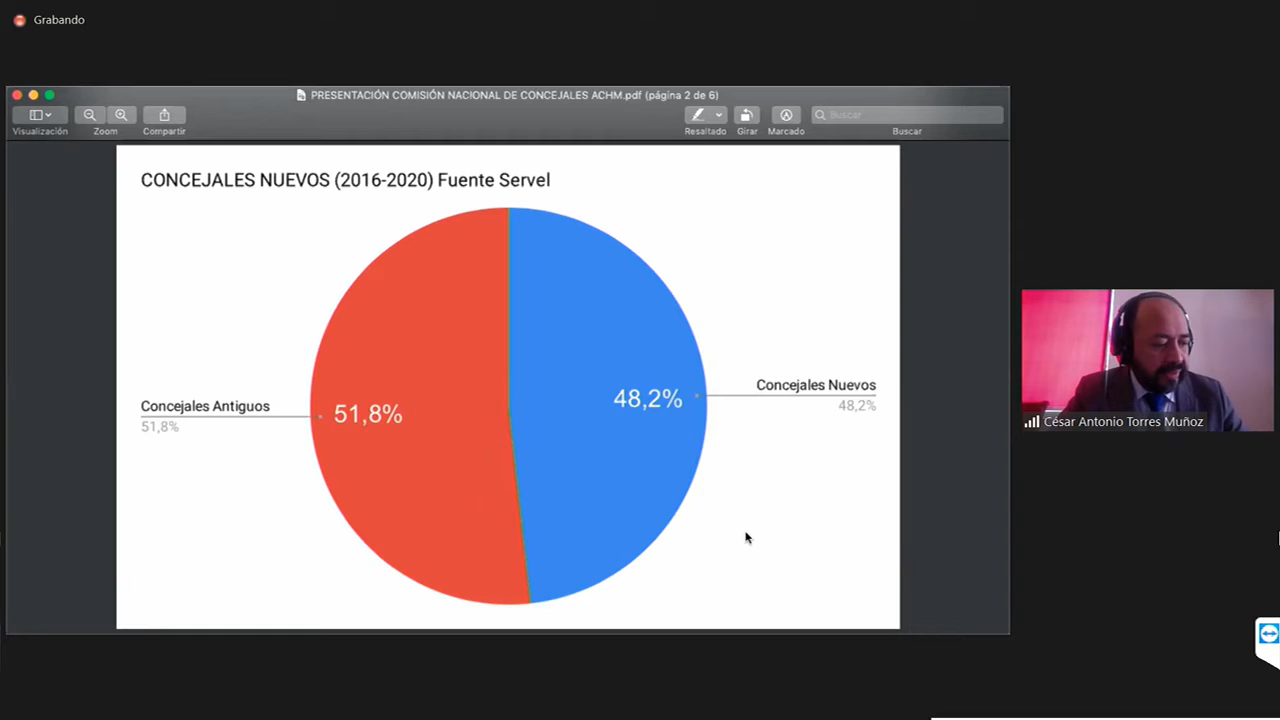 Grabando
PRESENTACIÓN COMISIÓN NACIONAL DE CONCEJALES ACHM.pdf (página 2 de 6)
Visualización
Zoom
Compartir
Resaltado
Girar
Marcado
Buscar
Buscar
CONCEJALES NUEVOS (2016-2020) Fuente Servel
Concejales Nuevos
48,2%
48,2%
Concejales Antiguos
51,8%
51,8%
César Antonio Torres Muñoz